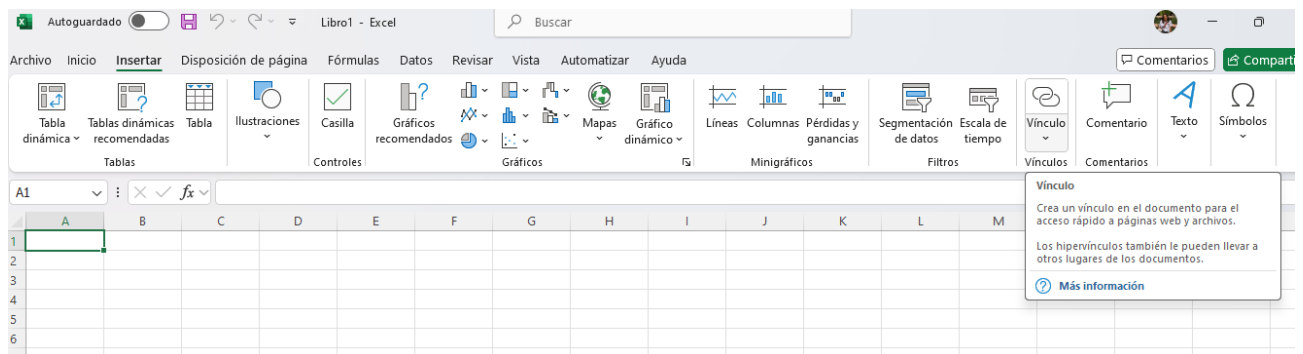 Autoguardado
Libro1 - Excel
Buscar
Archivo Inicio Insertar Disposición de página Fórmulas Datos Revisar Vista Automatizar Ayuda
Comentarios
Tabla dinámica
Tablas dinámicas recomendadas
Tabla
Tablas
Ilustraciones
Casilla
Controles
Gráficos recomendados
Mapas
Gráfico dinámico
Gráficos
Líneas
Columnas
Pérdidas y ganancias
Minigráficos
Segmentación de datos
Escala de tiempo
Filtros
Vínculo
Vínculos
Comentario
Comentarios
Texto
Símbolos
A1
fx
A B C D E F G H I J K L M
1
2
3
4
5
6
Vínculo
Crea un vínculo en el documento para el
acceso rápido a páginas web y archivos.
Los hipervínculos también le pueden llevar a
otros lugares de los documentos.
Más información